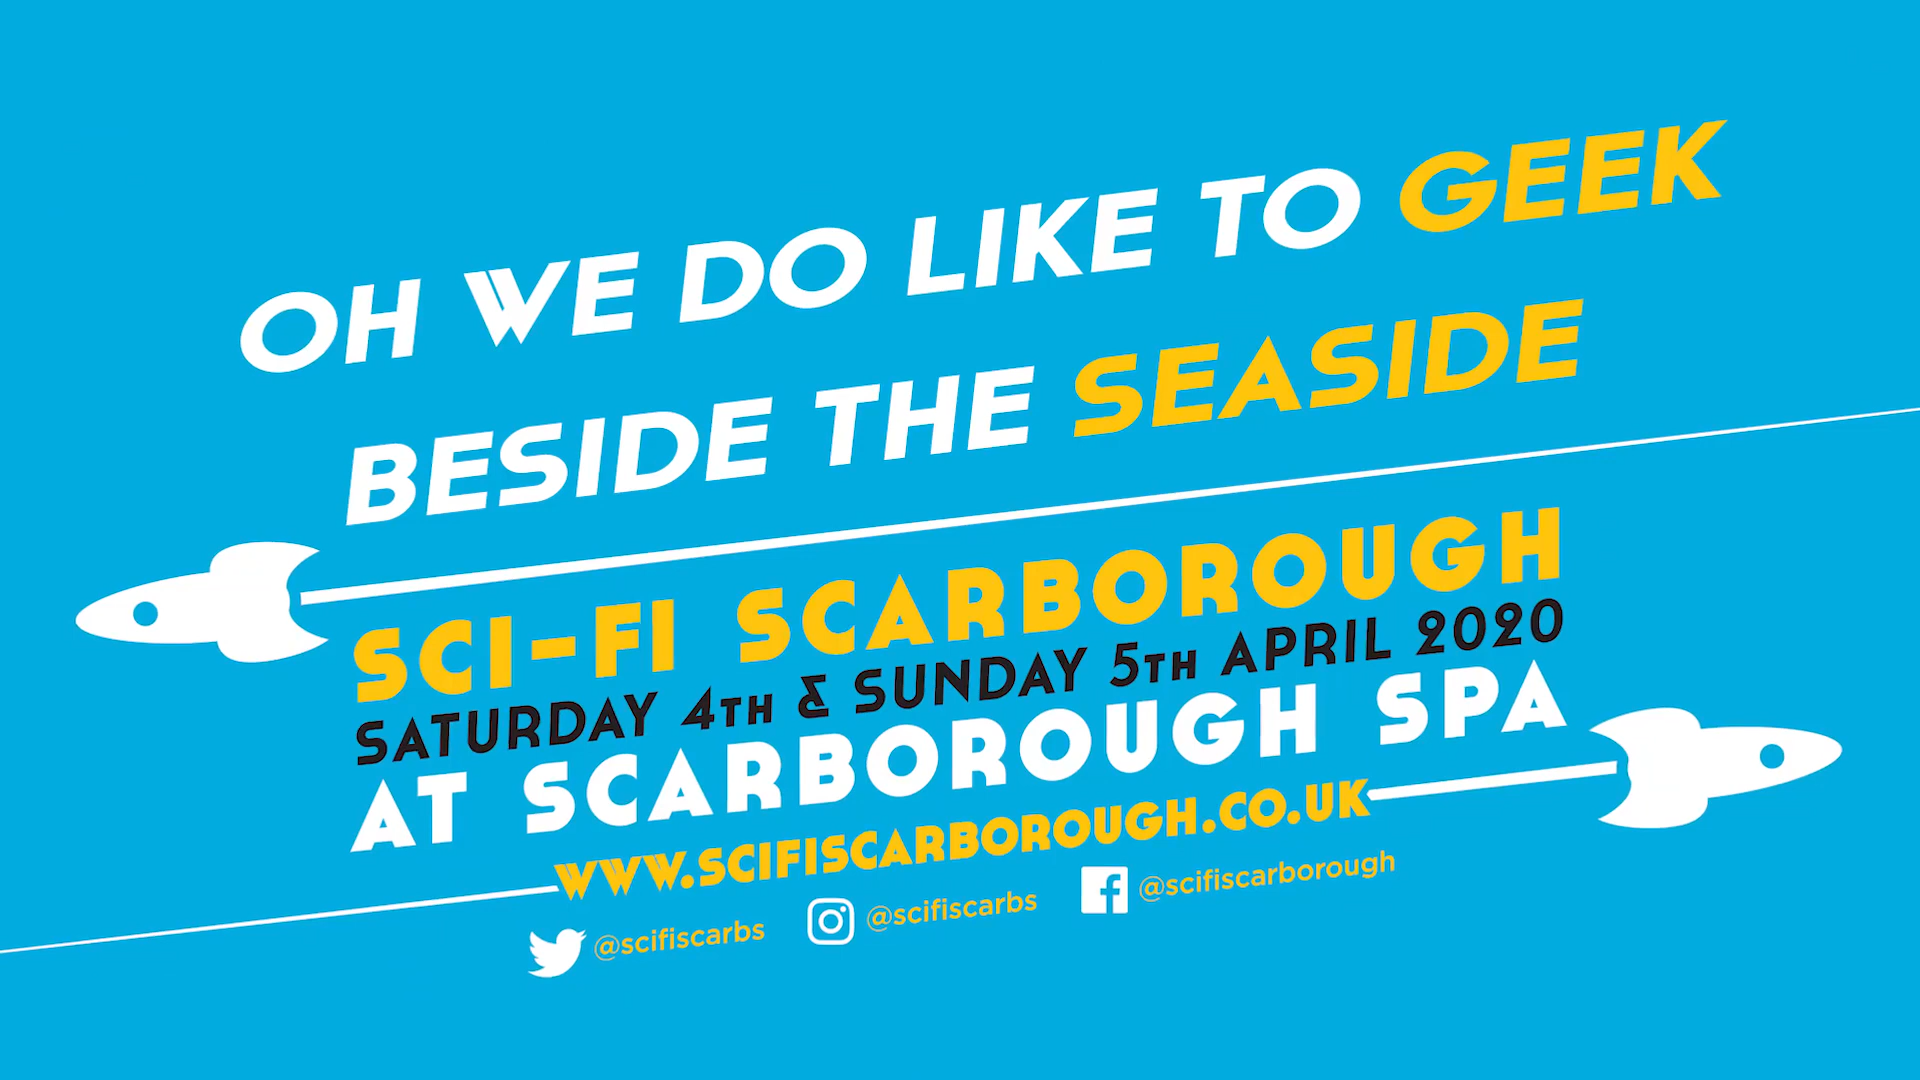 OH WE DO LIKE TO GEEK
BESIDE THE SEASIDE
SCI-FI SCARBOROUGH
SATURDAY 4TH & SUNDAY 5TH APRIL 2020
AT SCARBOROUGH SPA
WWW.SCIFISCARBOROUGH.CO.UK
@scifiscarbs @scifiscarbs @scifiscarborough